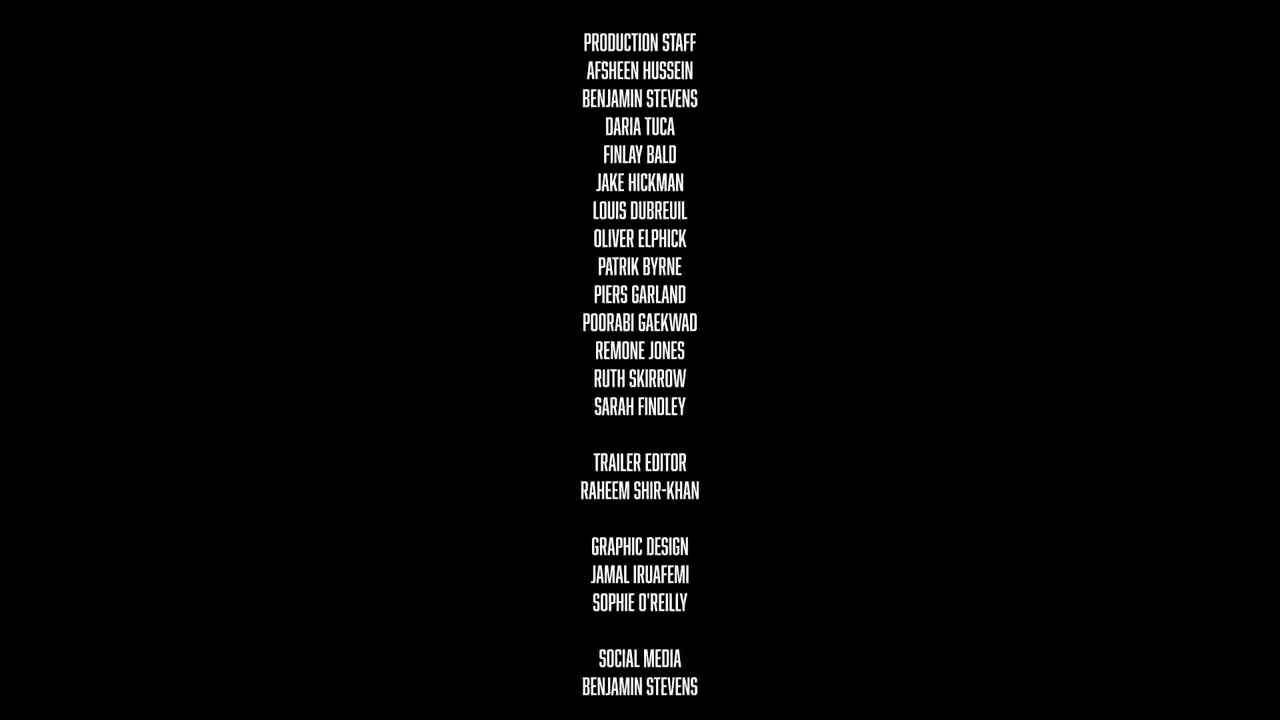 PRODUCTION STAFF
AFSHEEN HUSSEIN
BENJAMIN STEVENS
DARIA TUCA
FINLAY BALD
JAKE HICKMAN
LOUIS DUBREUIL
OLIVER ELPHICK
PATRIK BYRNE
PIERS GARLAND
POORABI GAEKWAD
REMONE JONES
RUTH SKIRROW
SARAH FINDLEY
TRAILER EDITOR
RAHEEM SHIR-KHAN
GRAPHIC DESIGN
JAMAL IRUAFEMI
SOPHIE O'REILLY
SOCIAL MEDIA
BENJAMIN STEVENS